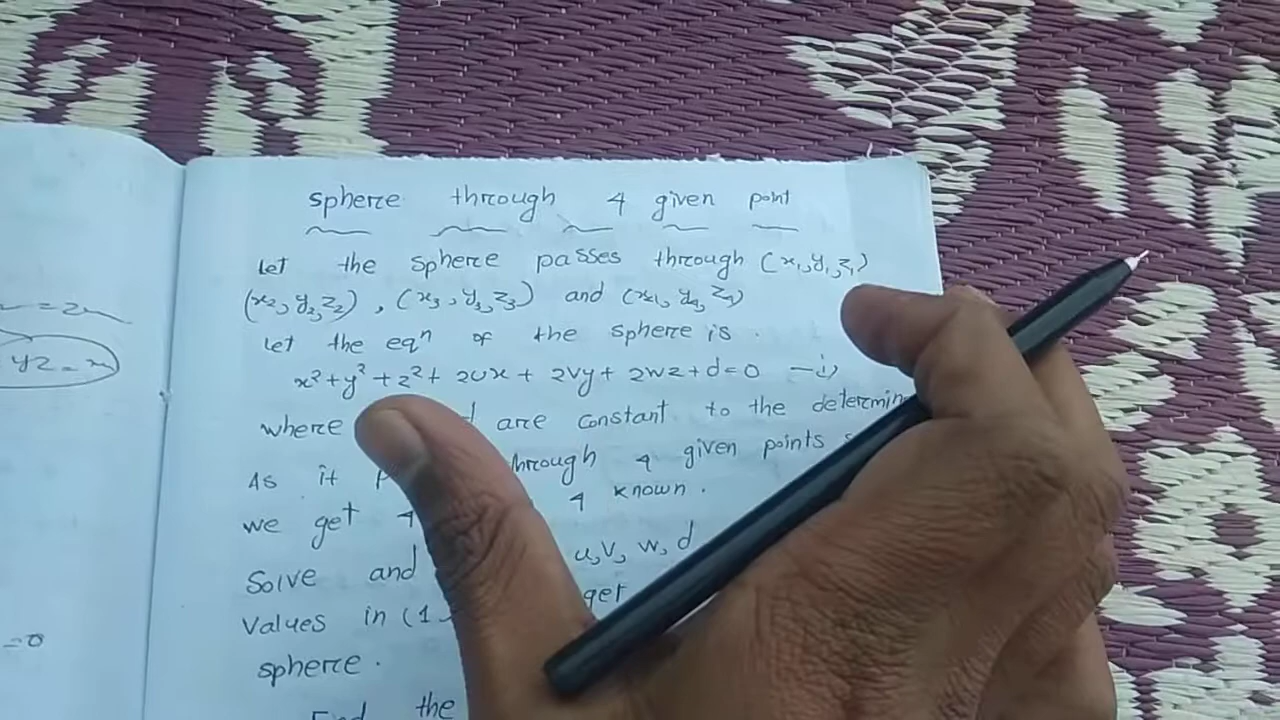 sphere through 4 given point
Let the sphere passes through (x₁,y₁,z₁)
(x₂,y₂,z₂), (x₃,y₃,z₃) and (x₄,y₄,z₄)
Let the eqⁿ of the sphere is.
x²+y²+z²+ 2ux+ 2vy+ 2wz+d=0 —(i)
where are constant to the
As it through 4 given points
we get 4 known.
Solve and u,v,w,d
values in (1 get
sphere.
Find the
=0